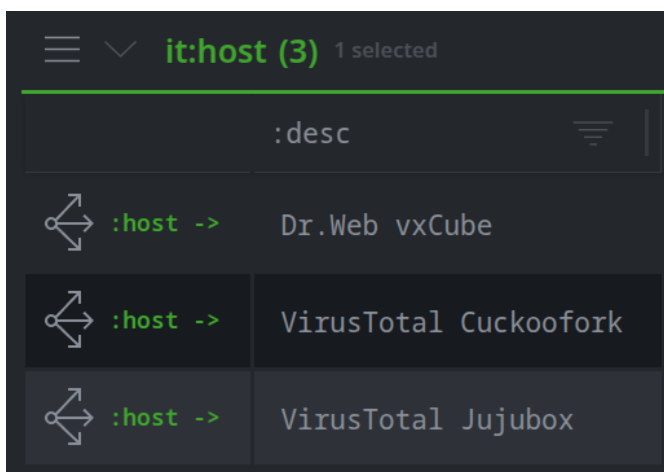 it:host (3) 1 selected
:desc
:host -> Dr.Web vxCube
:host -> VirusTotal Cuckoofork
:host -> VirusTotal Jujubox